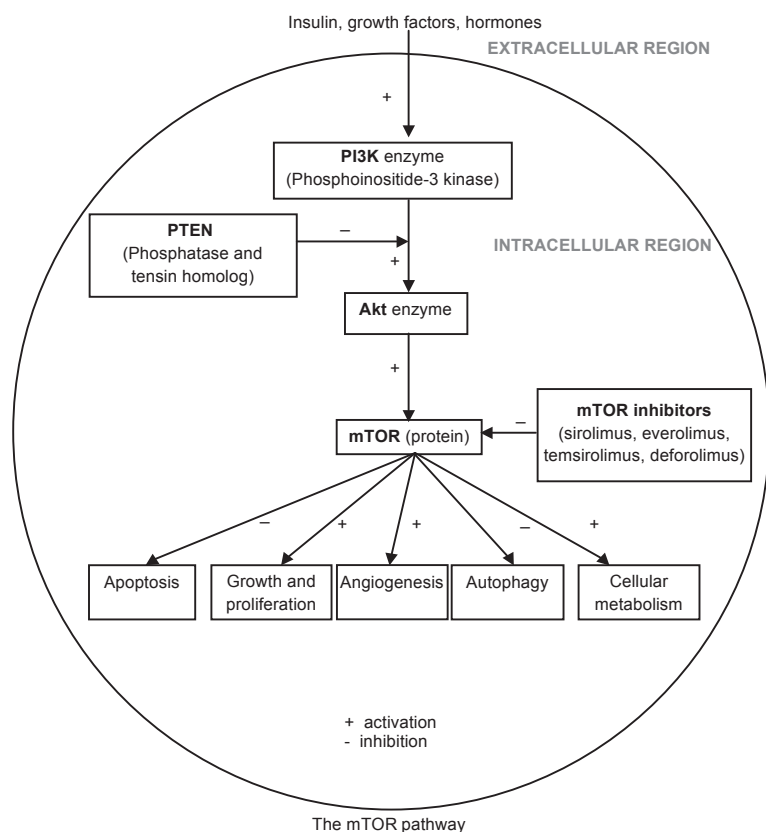 Insulin, growth factors, hormones
EXTRACELLULAR REGION
+
PI3K enzyme
(Phosphoinositide-3 kinase)
PTEN
(Phosphatase and
tensin homolog)
–
INTRACELLULAR REGION
+
Akt enzyme
+
mTOR (protein)
–
mTOR inhibitors
(sirolimus, everolimus,
temsirolimus, deforolimus)
– + + – +
Apoptosis
Growth and
proliferation
Angiogenesis
Autophagy
Cellular
metabolism
+ activation
- inhibition
The mTOR pathway